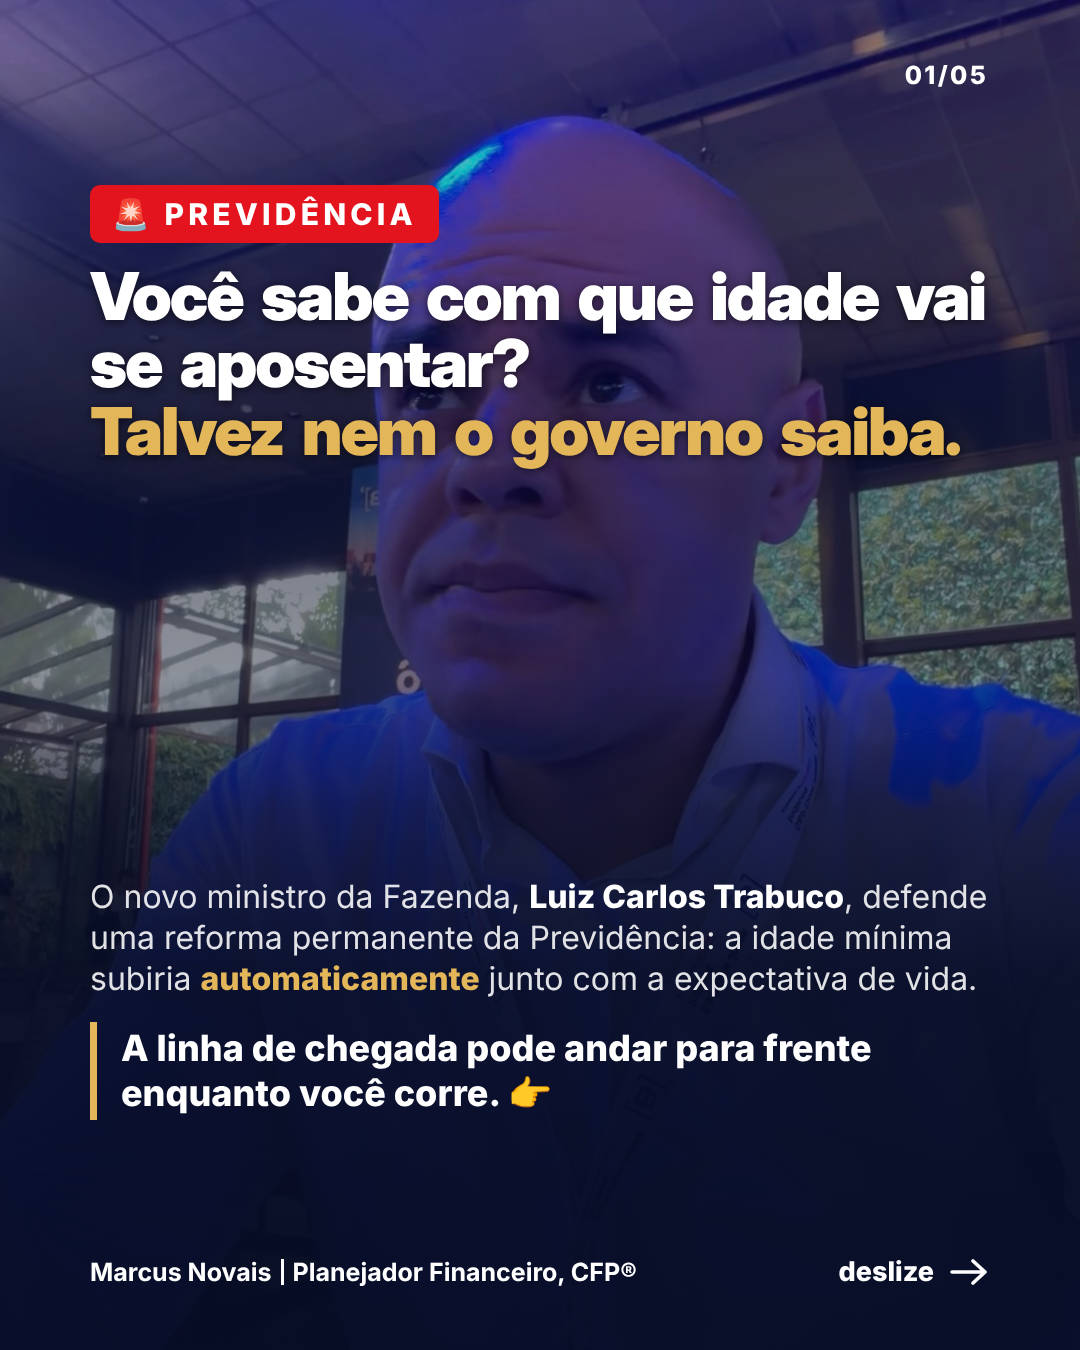 01/05
🚨 PREVIDÊNCIA
Você sabe com que idade vai
se aposentar?
Talvez nem o governo saiba.
O novo ministro da Fazenda, Luiz Carlos Trabuco, defende
uma reforma permanente da Previdência: a idade mínima
subiria automaticamente junto com a expectativa de vida.
A linha de chegada pode andar para frente
enquanto você corre. 👉
Marcus Novais | Planejador Financeiro, CFP®
deslize →